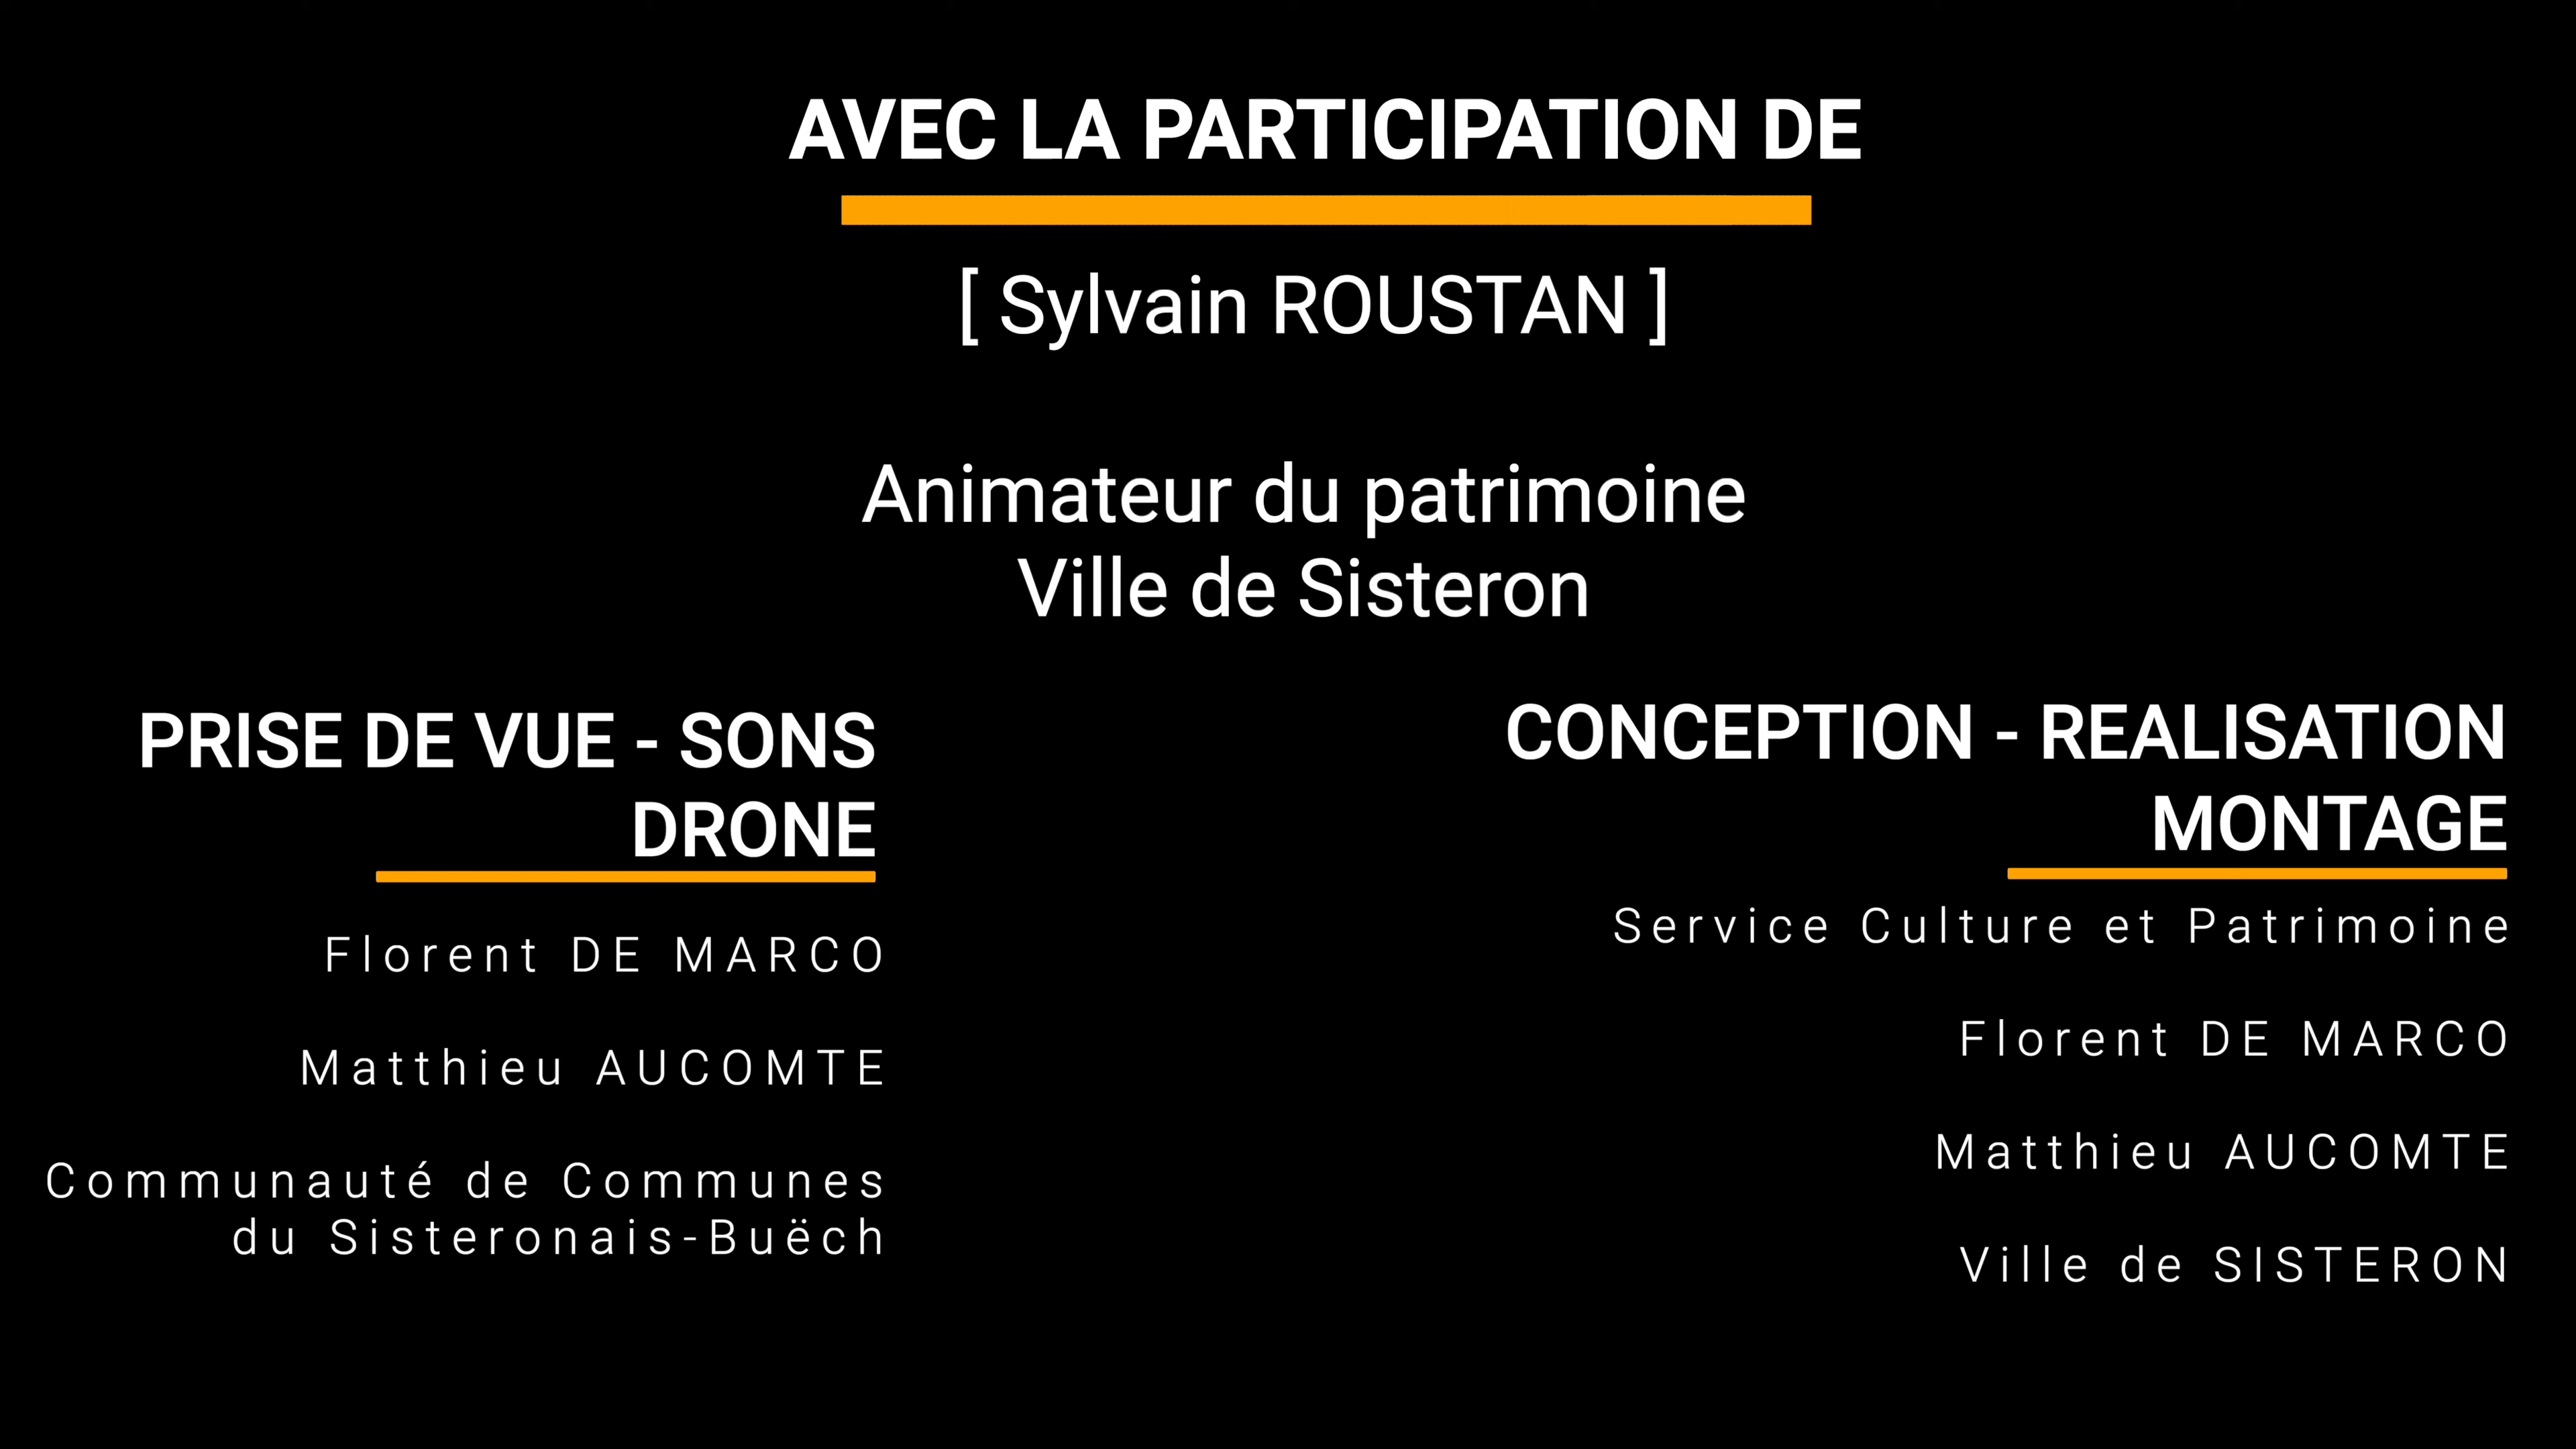 AVEC LA PARTICIPATION DE
[ Sylvain ROUSTAN ]
Animateur du patrimoine
Ville de Sisteron
PRISE DE VUE - SONS
DRONE
Florent DE MARCO
Matthieu AUCOMTE
Communauté de Communes
du Sisteronais-Buëch
CONCEPTION - REALISATION
MONTAGE
Service Culture et Patrimoine
Florent DE MARCO
Matthieu AUCOMTE
Ville de SISTERON